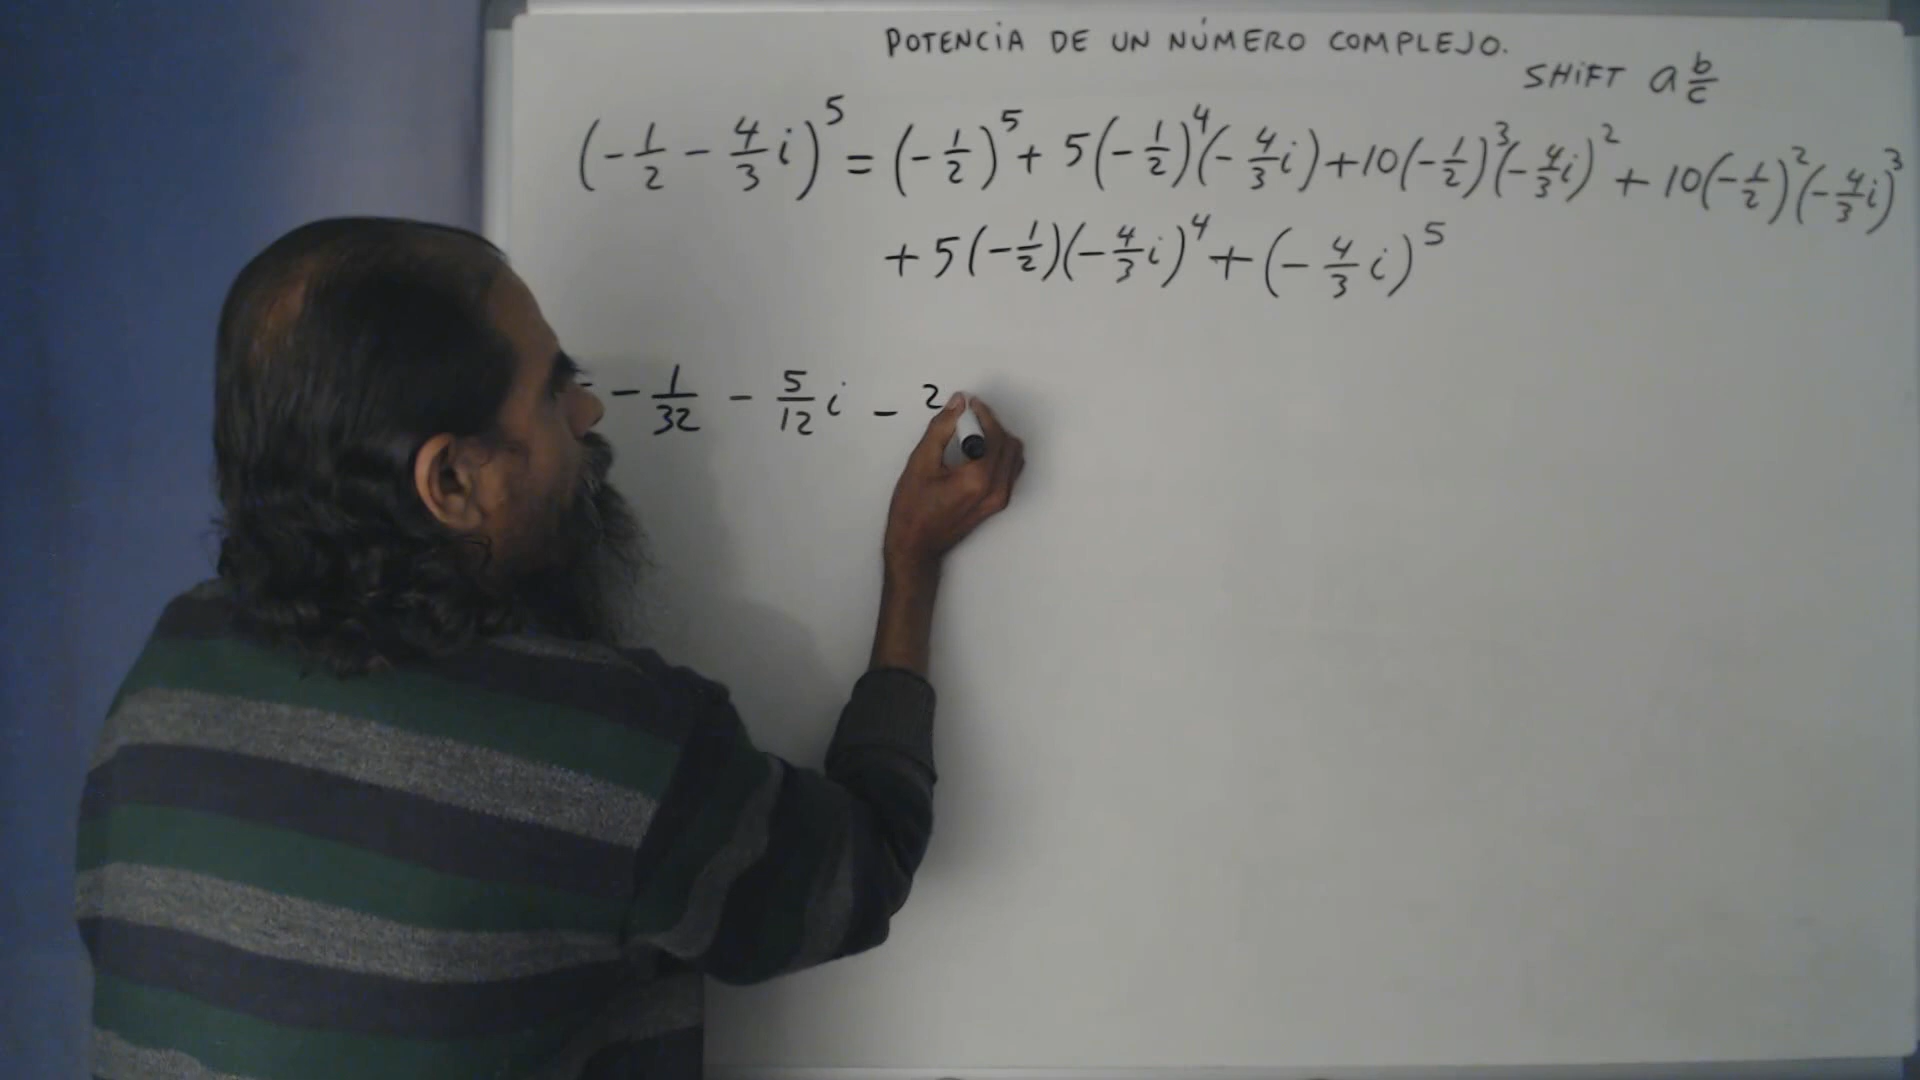 POTENCIA DE UN NÚMERO COMPLEJO.
SHIFT a b/c
(-1/2 - 4/3 i)^5 = (-1/2)^5 + 5(-1/2)^4(-4/3 i) + 10(-1/2)^3(-4/3 i)^2 + 10(-1/2)^2(-4/3 i)^3
+ 5(-1/2)(-4/3 i)^4 + (-4/3 i)^5
= -1/32 - 5/12 i - 2